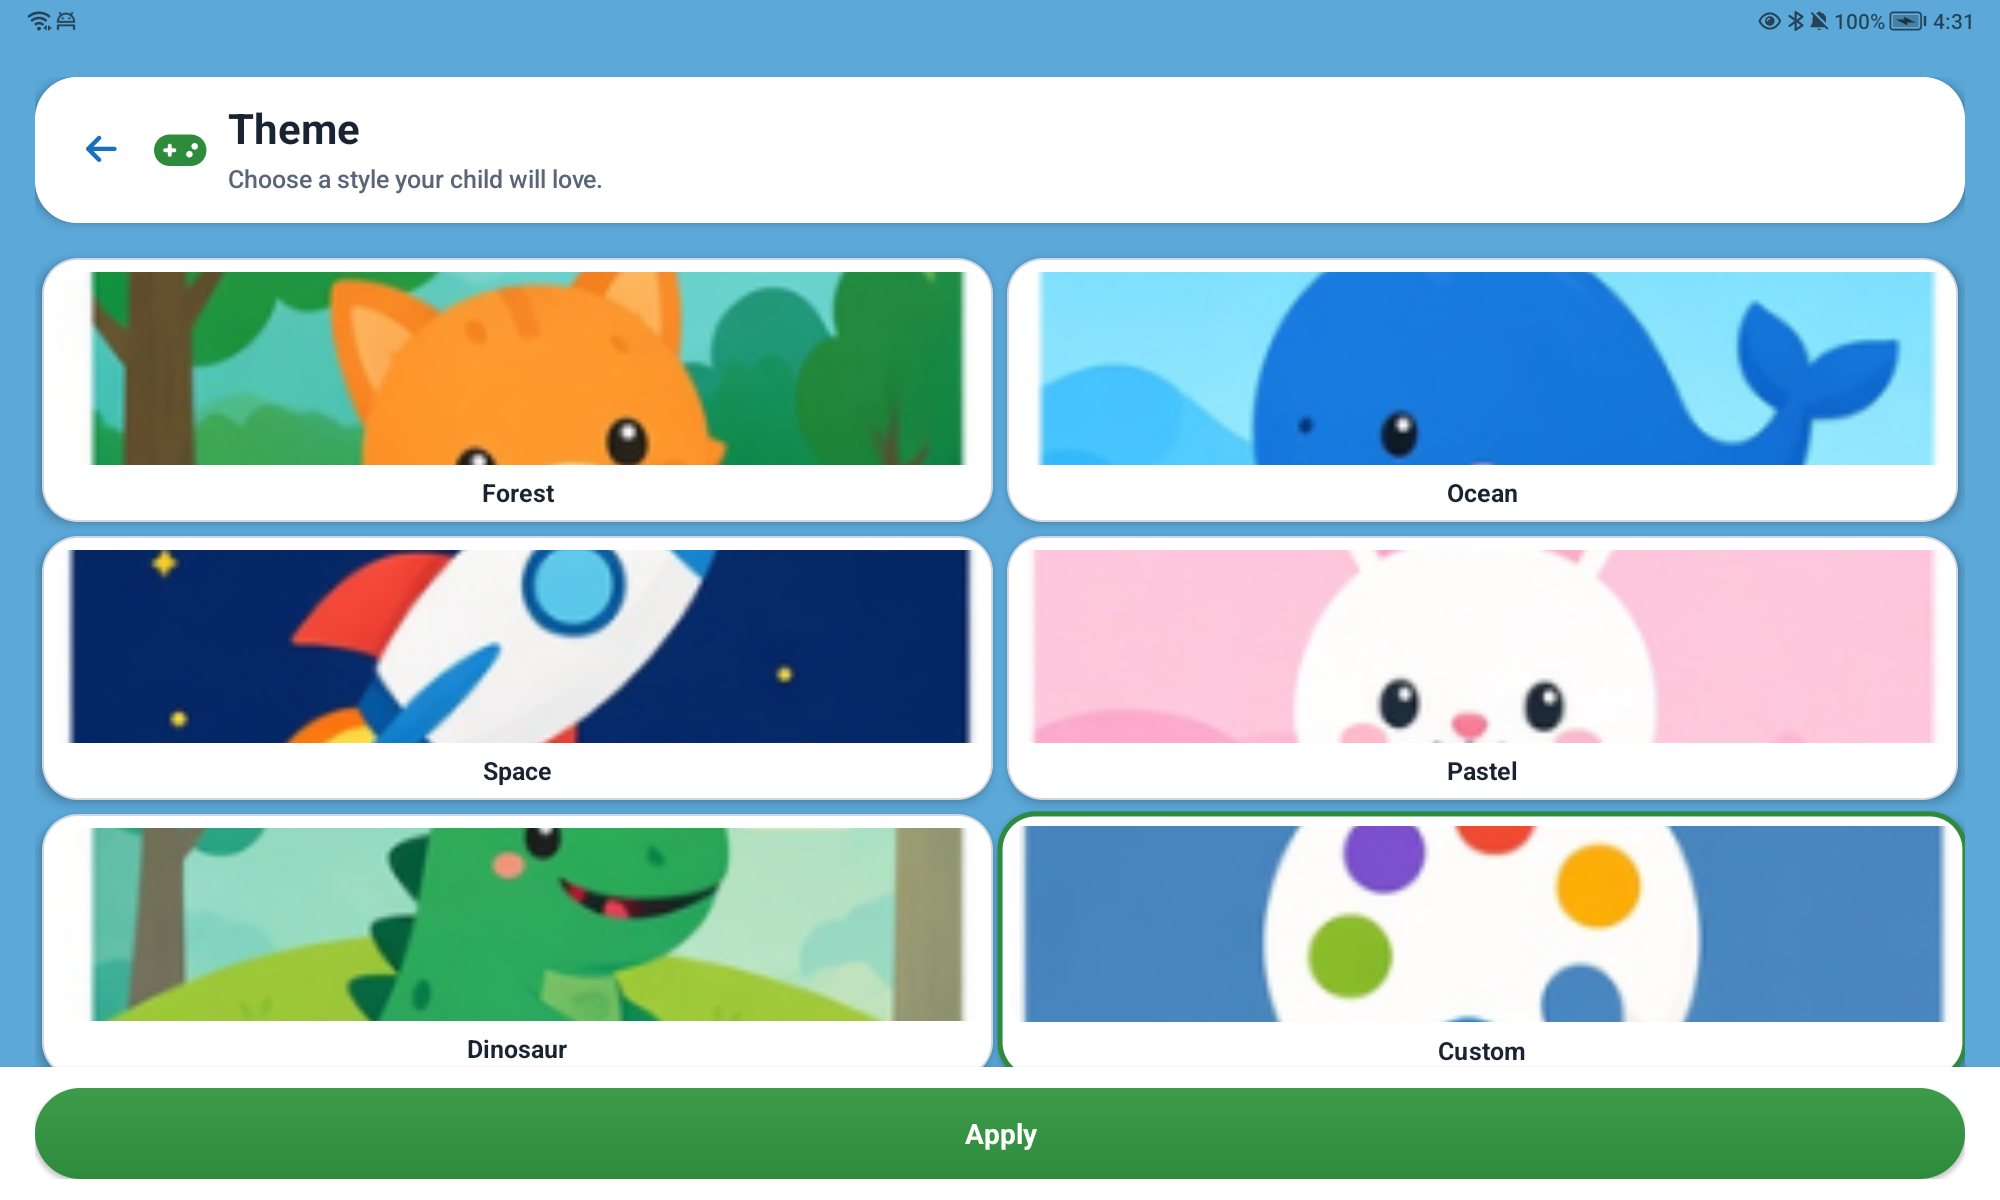 100% 4:31
Theme
Choose a style your child will love.
Forest
Ocean
Space
Pastel
Dinosaur
Custom
Apply